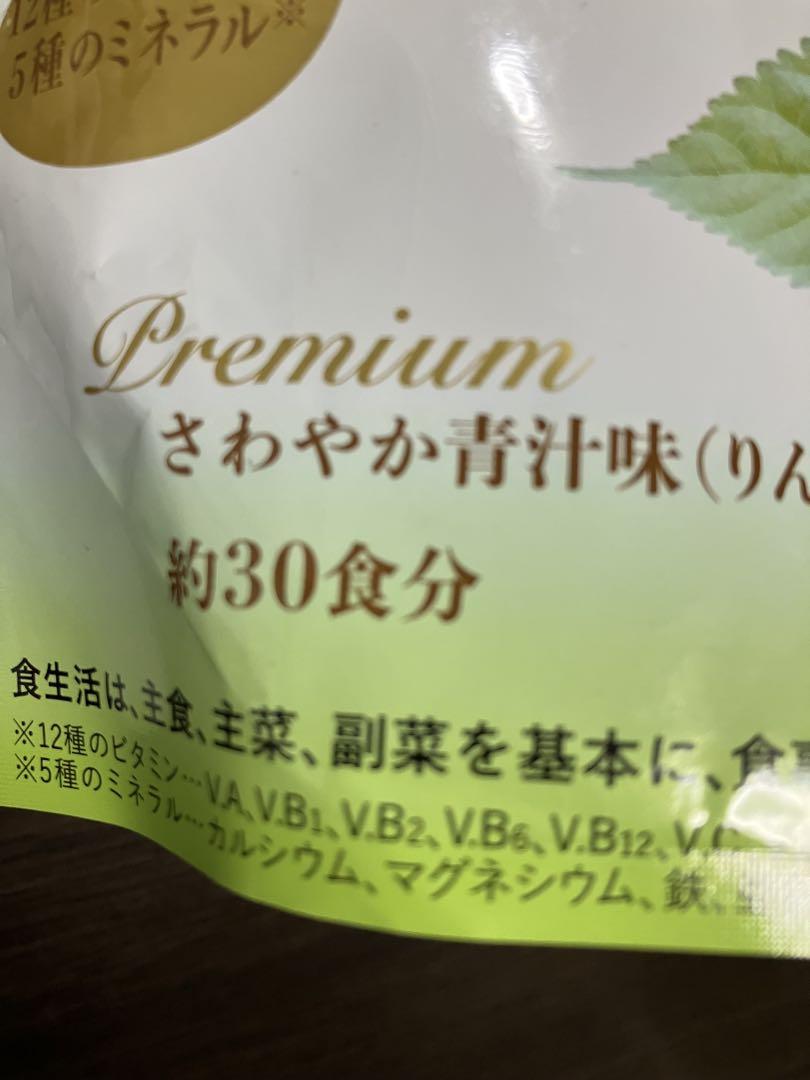 12種
5種のミネラル※
Premium
さわやか青汁味(りん
約30食分
食生活は、主食、主菜、副菜を基本に、食
※12種のビタミン…V.A、V.B1、V.B2、V.B6、V.B12、V.C
※5種のミネラル…カルシウム、マグネシウム、鉄、